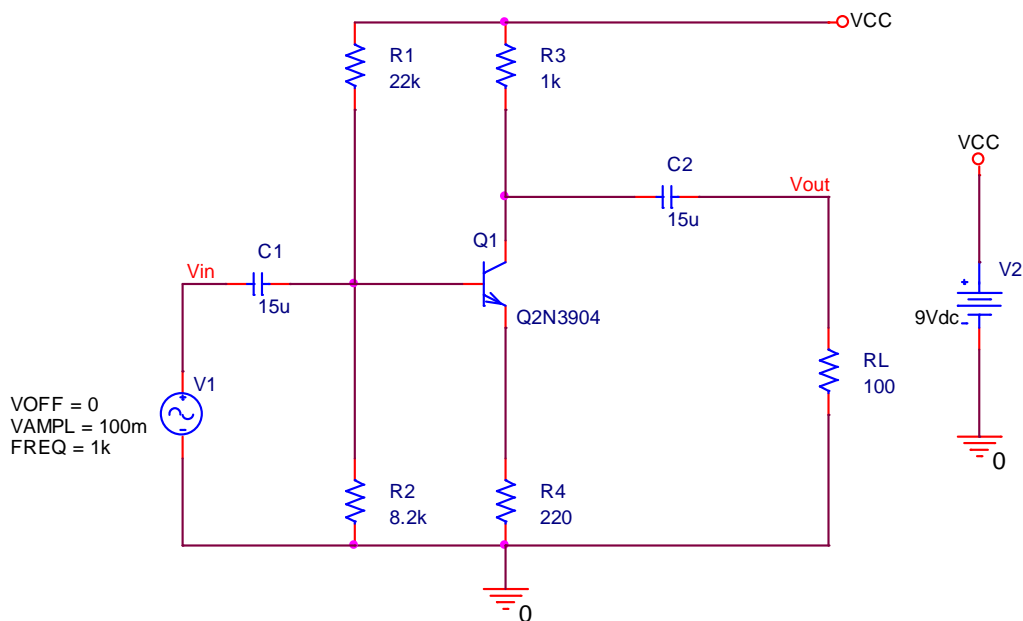 VCC
R1
22k
R3
1k
VCC
C2
15u
Vout
Q1
Q2N3904
C1
15u
Vin
V2
9Vdc
+
-
V1
+
-
VOFF = 0
VAMPL = 100m
FREQ = 1k
RL
100
0
R2
8.2k
R4
220
0